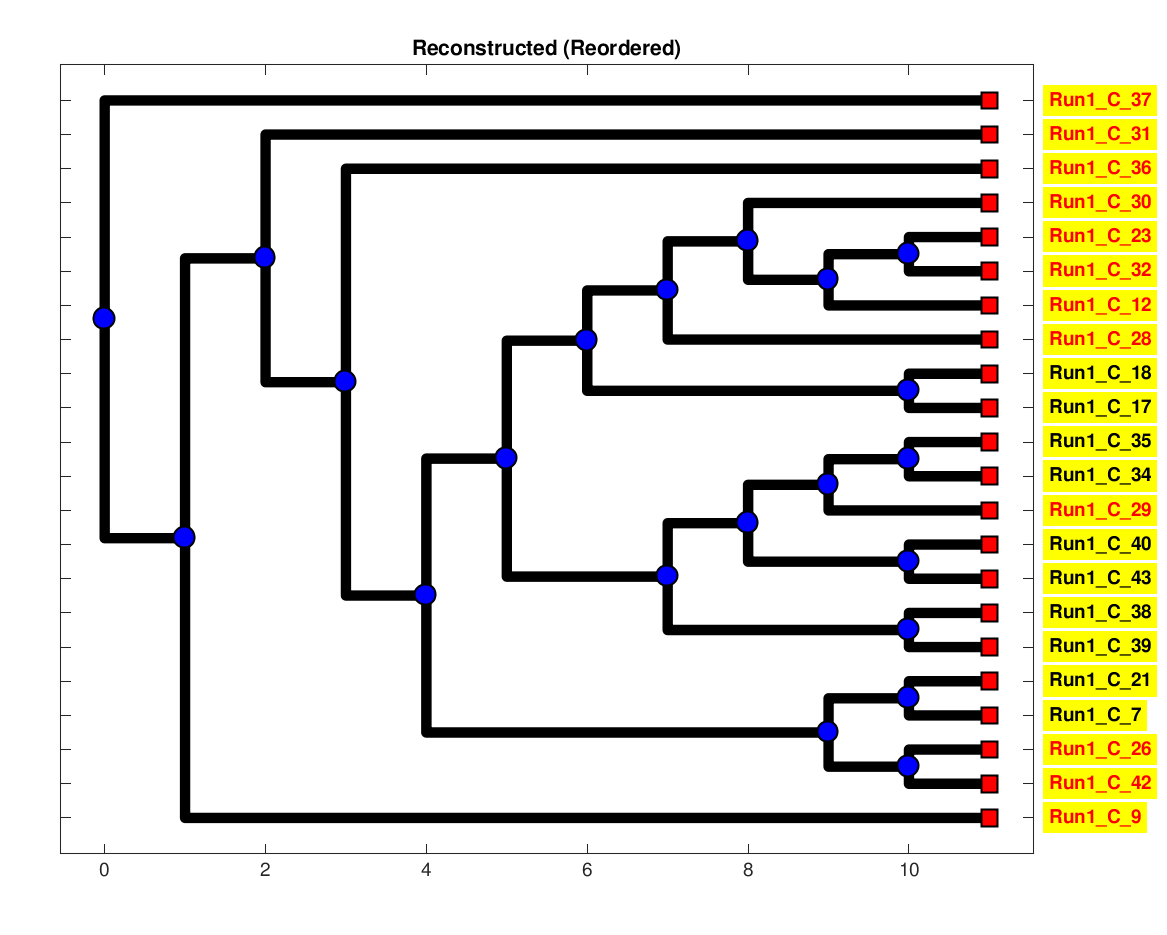 Reconstructed (Reordered)
Run1_C_37
Run1_C_31
Run1_C_36
Run1_C_30
Run1_C_23
Run1_C_32
Run1_C_12
Run1_C_28
Run1_C_18
Run1_C_17
Run1_C_35
Run1_C_34
Run1_C_29
Run1_C_40
Run1_C_43
Run1_C_38
Run1_C_39
Run1_C_21
Run1_C_7
Run1_C_26
Run1_C_42
Run1_C_9
0 2 4 6 8 10